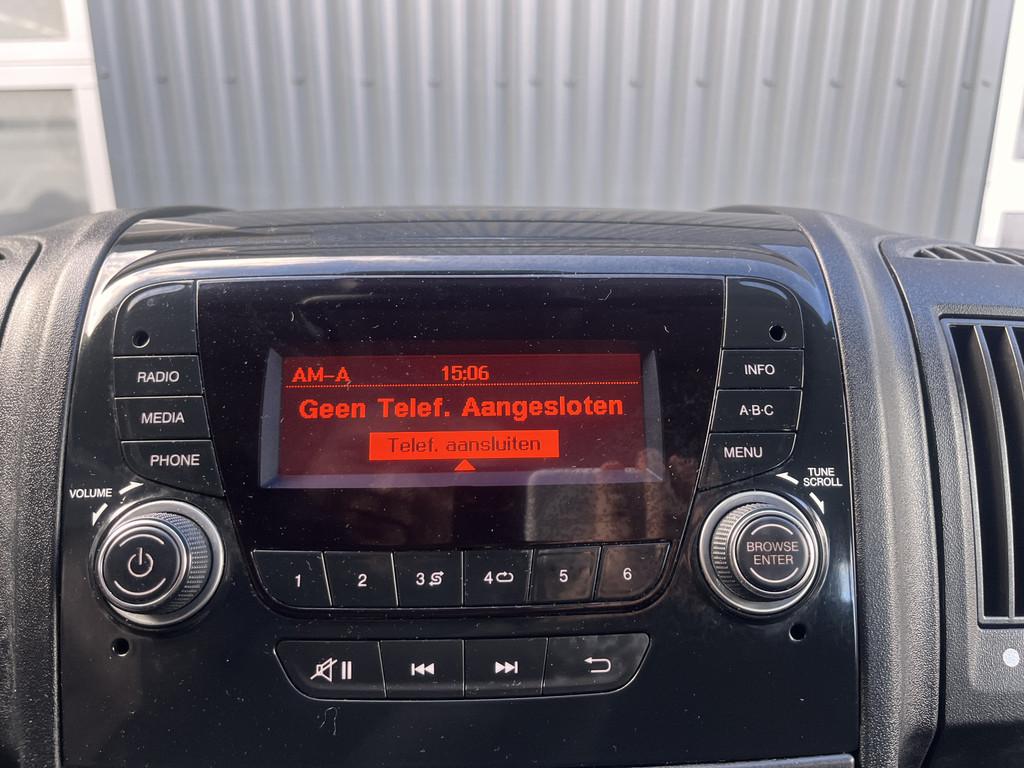 AM-A 15:06
Geen Telef. Aangesloten
Telef. aansluiten
RADIO
MEDIA
PHONE
VOLUME
INFO
A·B·C
MENU
TUNE
SCROLL
BROWSE
ENTER
1 2 3 4 5 6